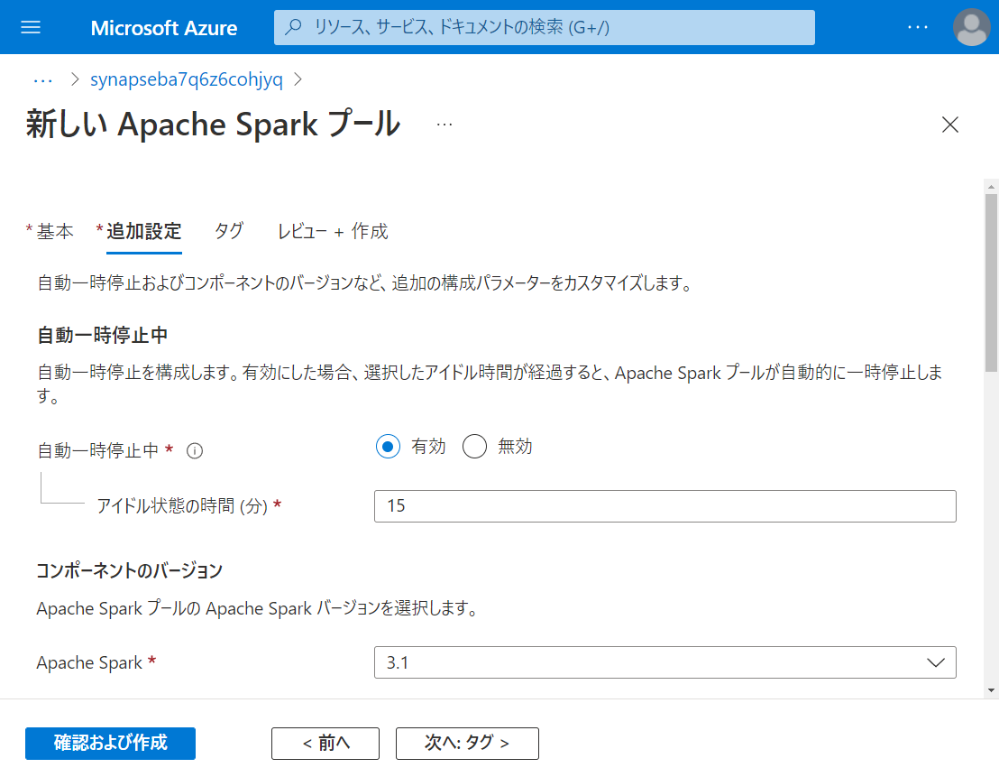 Microsoft Azure
リソース、サービス、ドキュメントの検索 (G+/)
...
... > synapseba7q6z6cohjyq >
新しい Apache Spark プール ...
* 基本 * 追加設定 タグ レビュー + 作成
自動一時停止およびコンポーネントのバージョンなど、追加の構成パラメーターをカスタマイズします。
自動一時停止中
自動一時停止を構成します。有効にした場合、選択したアイドル時間が経過すると、Apache Spark プールが自動的に一時停止しま
す。
自動一時停止中 * 有効 無効
アイドル状態の時間 (分) * 15
コンポーネントのバージョン
Apache Spark プールの Apache Spark バージョンを選択します。
Apache Spark * 3.1
確認および作成 < 前へ 次へ: タグ >